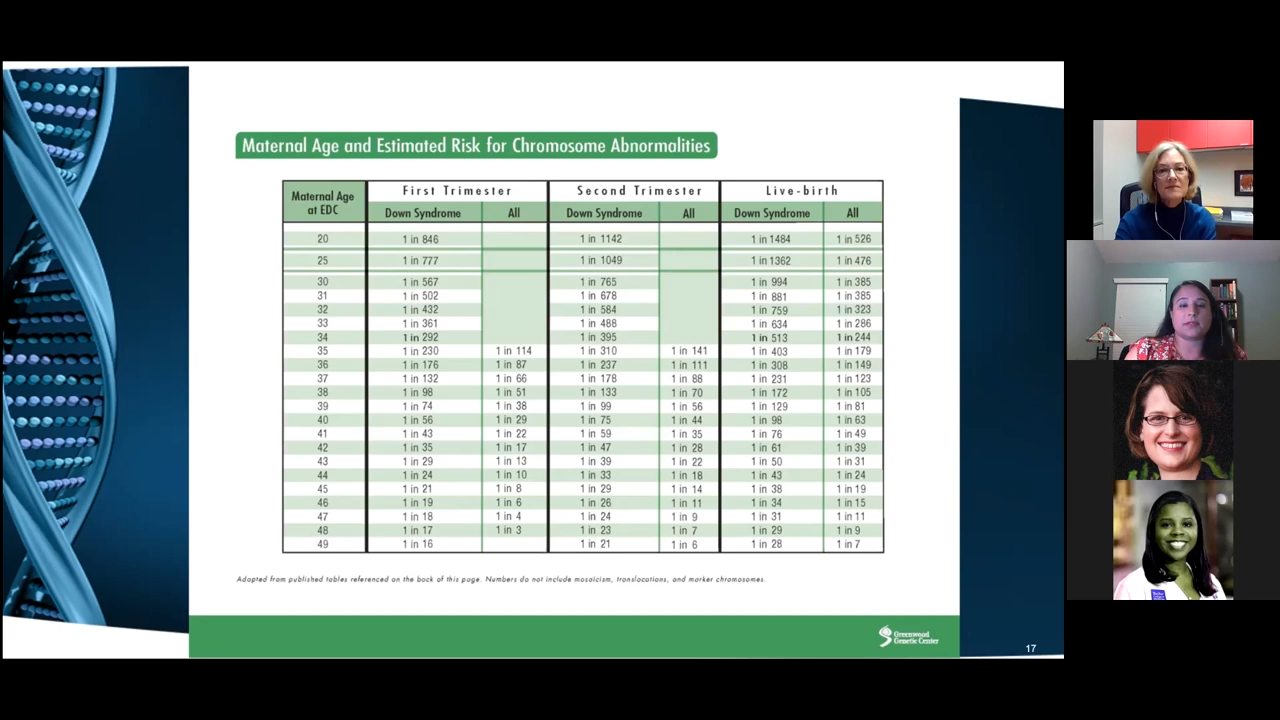 Maternal Age and Estimated Risk for Chromosome Abnormalities
Maternal Age at EDC First Trimester Second Trimester Live-birth
Down Syndrome All Down Syndrome All Down Syndrome All
20 1 in 846 1 in 1142 1 in 1484 1 in 526
25 1 in 777 1 in 1049 1 in 1362 1 in 476
30 1 in 567 1 in 765 1 in 994 1 in 385
31 1 in 502 1 in 678 1 in 881 1 in 385
32 1 in 432 1 in 584 1 in 759 1 in 323
33 1 in 361 1 in 488 1 in 634 1 in 286
34 1 in 292 1 in 395 1 in 513 1 in 244
35 1 in 230 1 in 114 1 in 310 1 in 141 1 in 403 1 in 179
36 1 in 176 1 in 87 1 in 237 1 in 111 1 in 308 1 in 149
37 1 in 132 1 in 66 1 in 178 1 in 88 1 in 231 1 in 123
38 1 in 98 1 in 51 1 in 133 1 in 70 1 in 172 1 in 105
39 1 in 74 1 in 38 1 in 99 1 in 56 1 in 129 1 in 81
40 1 in 56 1 in 29 1 in 75 1 in 44 1 in 98 1 in 63
41 1 in 43 1 in 22 1 in 59 1 in 35 1 in 76 1 in 49
42 1 in 35 1 in 17 1 in 47 1 in 28 1 in 61 1 in 39
43 1 in 29 1 in 13 1 in 39 1 in 22 1 in 50 1 in 31
44 1 in 24 1 in 10 1 in 33 1 in 18 1 in 43 1 in 24
45 1 in 21 1 in 8 1 in 29 1 in 14 1 in 38 1 in 19
46 1 in 19 1 in 6 1 in 26 1 in 11 1 in 34 1 in 15
47 1 in 18 1 in 4 1 in 24 1 in 9 1 in 31 1 in 11
48 1 in 17 1 in 3 1 in 23 1 in 7 1 in 29 1 in 9
49 1 in 16 1 in 21 1 in 6 1 in 28 1 in 7
Adapted from published tables referenced on the back of this page. Numbers do not include mosaicism, translocations, and marker chromosomes.
Greenwood
Genetic Center
17